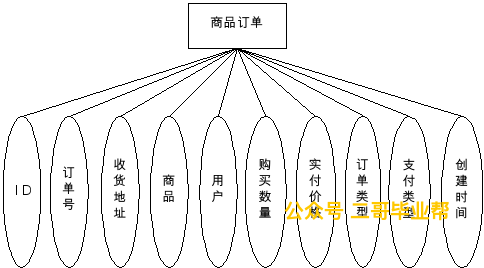 商品订单
ID
订单号
收货地址
商品
用户
购买数量
实付价格
订单类型
支付类型
创建时间
公众号 二哥毕业帮